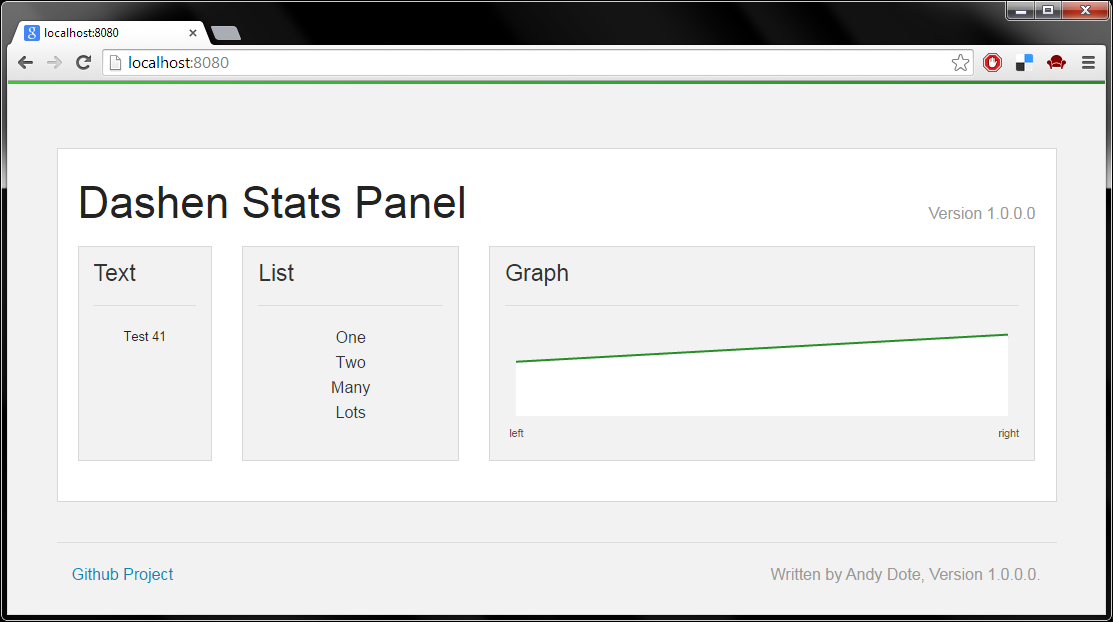 localhost:8080
localhost:8080
Dashen Stats Panel
Version 1.0.0.0
Text
Test 41
List
One
Two
Many
Lots
Graph
left
right
Github Project
Written by Andy Dote, Version 1.0.0.0.